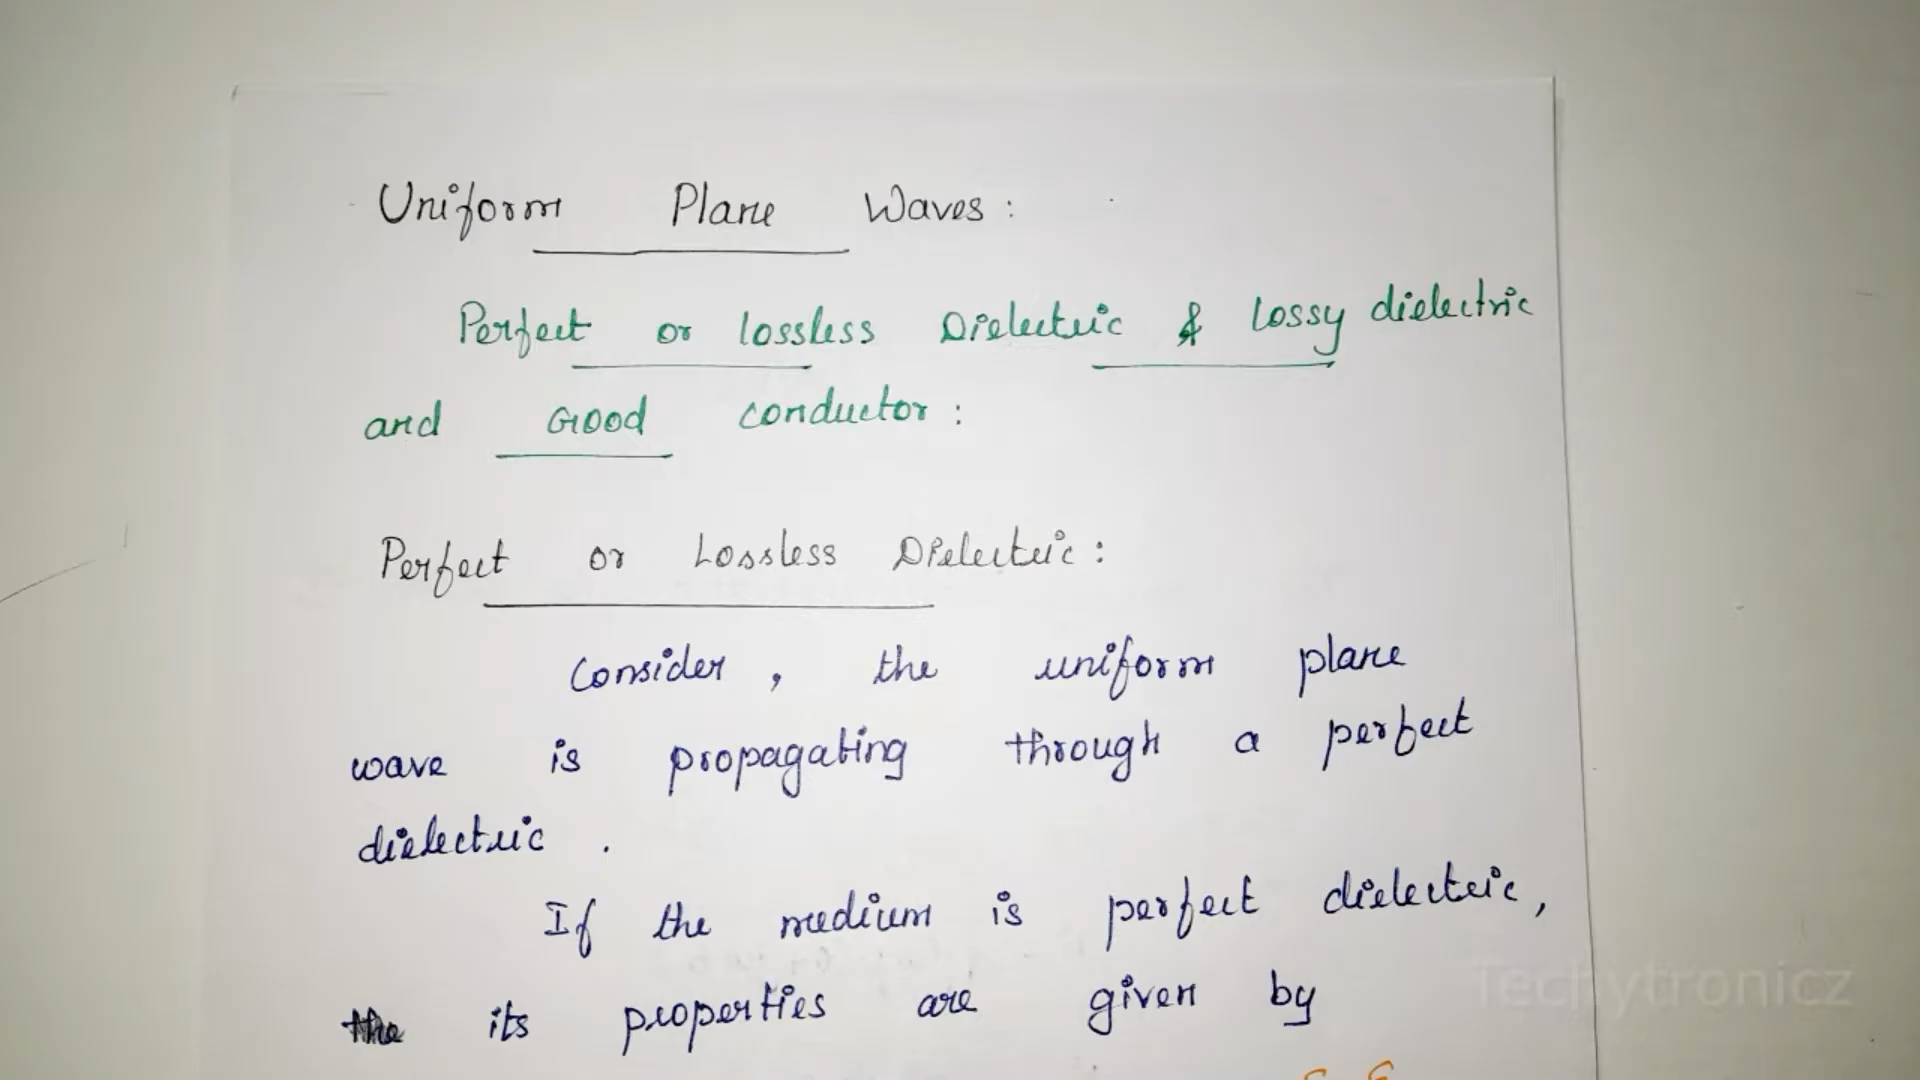 Uniform Plane Waves:
Perfect or lossless Dielectric & lossy dielectric
and Good conductor:
Perfect or Lossless Dielectric:
Consider, the uniform plane
wave is propagating through a perfect
dielectric.
If the medium is perfect dielectric,
its properties are given by
Techytronicz